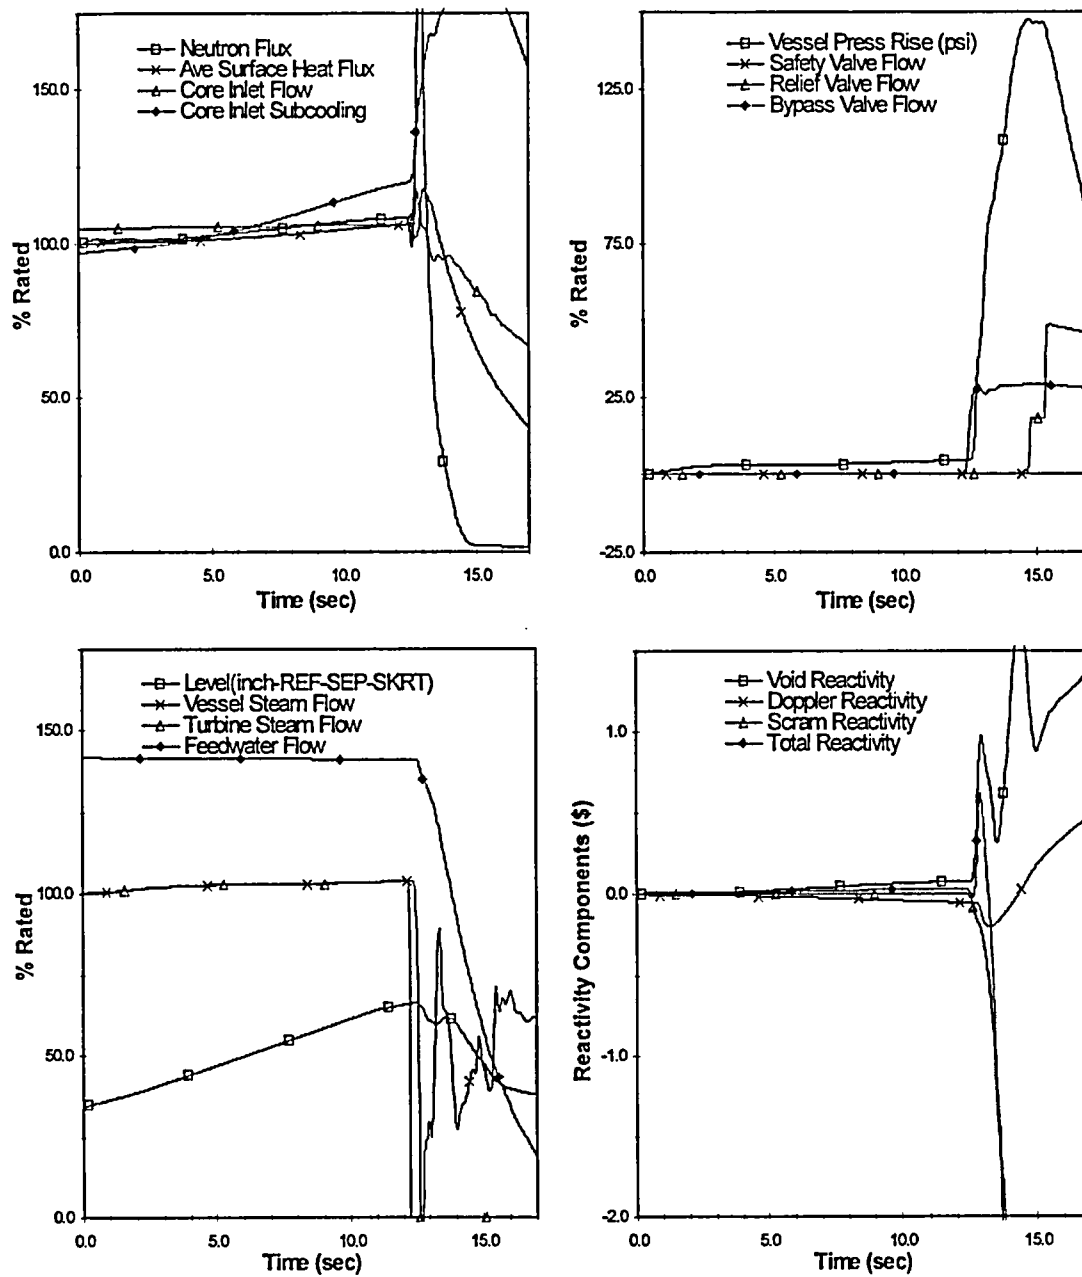 Neutron Flux
Ave Surface Heat Flux
Core Inlet Flow
Core Inlet Subcooling
150.0
100.0
50.0
0.0
% Rated
0.0 5.0 10.0 15.0
Time (sec)
Vessel Press Rise (psi)
Safety Valve Flow
Relief Valve Flow
Bypass Valve Flow
125.0
75.0
25.0
-25.0
% Rated
0.0 5.0 10.0 15.0
Time (sec)
Level(inch-REF-SEP-SKRT)
Vessel Steam Flow
Turbine Steam Flow
Feedwater Flow
150.0
100.0
50.0
0.0
% Rated
0.0 5.0 10.0 15.0
Time (sec)
Void Reactivity
Doppler Reactivity
Scram Reactivity
Total Reactivity
1.0
0.0
-1.0
-2.0
Reactivity Components ($)
0.0 5.0 10.0 15.0
Time (sec)